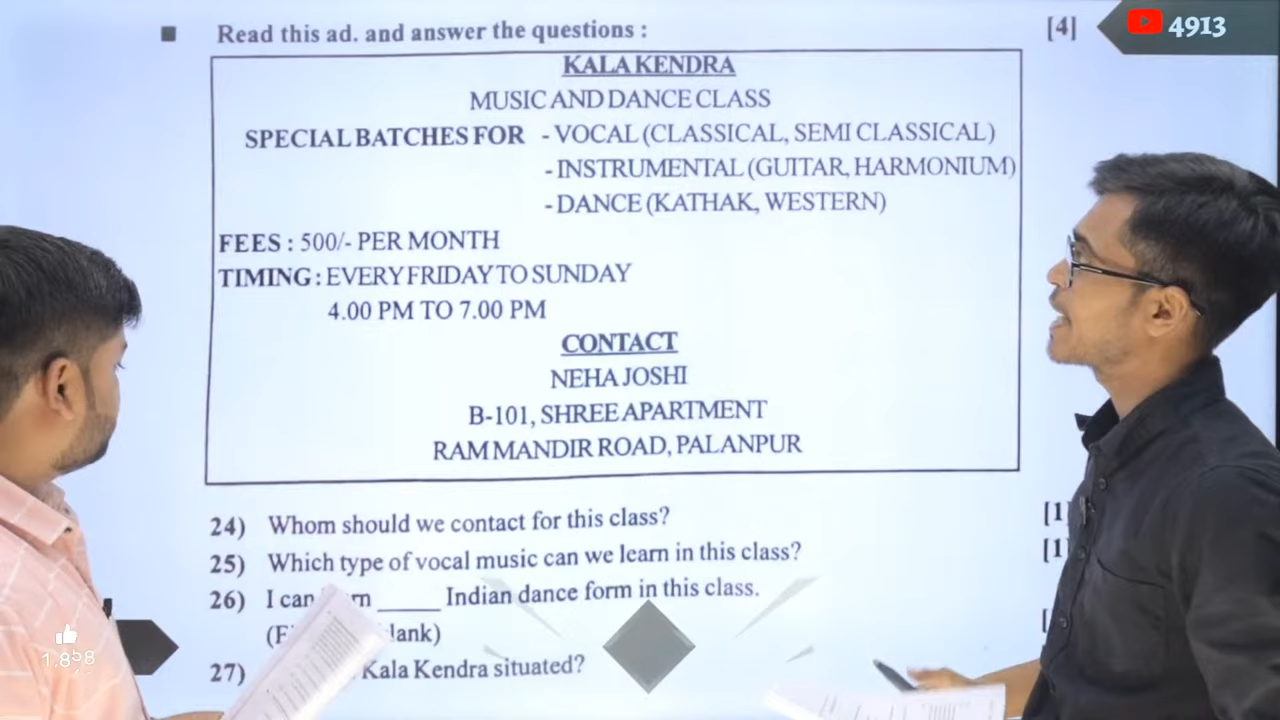 ■ Read this ad. and answer the questions : [4]
4913
KALA KENDRA
MUSIC AND DANCE CLASS
SPECIAL BATCHES FOR - VOCAL (CLASSICAL, SEMI CLASSICAL)
- INSTRUMENTAL (GUITAR, HARMONIUM)
- DANCE (KATHAK, WESTERN)
FEES : 500/- PER MONTH
TIMING : EVERY FRIDAY TO SUNDAY
4.00 PM TO 7.00 PM
CONTACT
NEHA JOSHI
B-101, SHREE APARTMENT
RAM MANDIR ROAD, PALANPUR
24) Whom should we contact for this class? [1]
25) Which type of vocal music can we learn in this class? [1]
26) I can _____ Indian dance form in this class.
27) Kala Kendra situated?